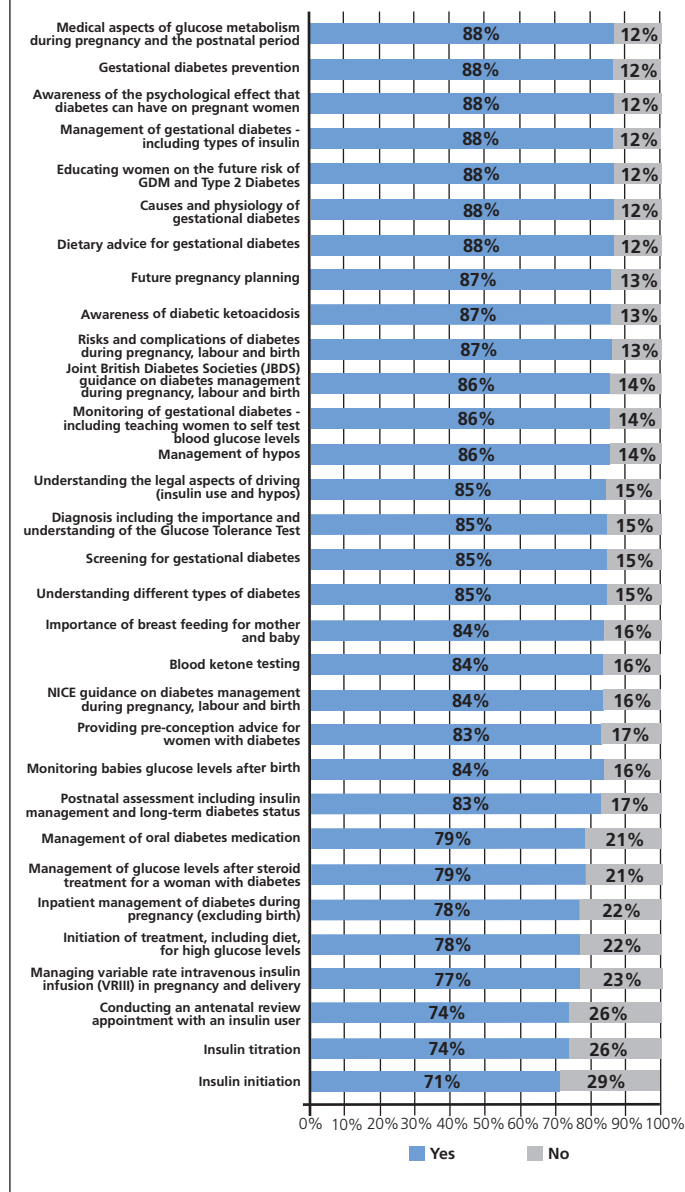 Medical aspects of glucose metabolism
during pregnancy and the postnatal period
88%
12%
Gestational diabetes prevention
88%
12%
Awareness of the psychological effect that
diabetes can have on pregnant women
88%
12%
Management of gestational diabetes -
including types of insulin
88%
12%
Educating women on the future risk of
GDM and Type 2 Diabetes
88%
12%
Causes and physiology of
gestational diabetes
88%
12%
Dietary advice for gestational diabetes
88%
12%
Future pregnancy planning
87%
13%
Awareness of diabetic ketoacidosis
87%
13%
Risks and complications of diabetes
during pregnancy, labour and birth
87%
13%
Joint British Diabetes Societies (JBDS)
guidance on diabetes management
during pregnancy, labour and birth
86%
14%
Monitoring of gestational diabetes -
including teaching women to self test
blood glucose levels
86%
14%
Management of hypos
86%
14%
Understanding the legal aspects of driving
(insulin use and hypos)
85%
15%
Diagnosis including the importance and
understanding of the Glucose Tolerance Test
85%
15%
Screening for gestational diabetes
85%
15%
Understanding different types of diabetes
85%
15%
Importance of breast feeding for mother
and baby
84%
16%
Blood ketone testing
84%
16%
NICE guidance on diabetes management
during pregnancy, labour and birth
84%
16%
Providing pre-conception advice for
women with diabetes
83%
17%
Monitoring babies glucose levels after birth
84%
16%
Postnatal assessment including insulin
management and long-term diabetes status
83%
17%
Management of oral diabetes medication
79%
21%
Management of glucose levels after steroid
treatment for a woman with diabetes
79%
21%
Inpatient management of diabetes during
pregnancy (excluding birth)
78%
22%
Initiation of treatment, including diet,
for high glucose levels
78%
22%
Managing variable rate intravenous insulin
infusion (VRIII) in pregnancy and delivery
77%
23%
Conducting an antenatal review
appointment with an insulin user
74%
26%
Insulin titration
74%
26%
Insulin initiation
71%
29%
0% 10% 20% 30% 40% 50% 60% 70% 80% 90% 100%
Yes No